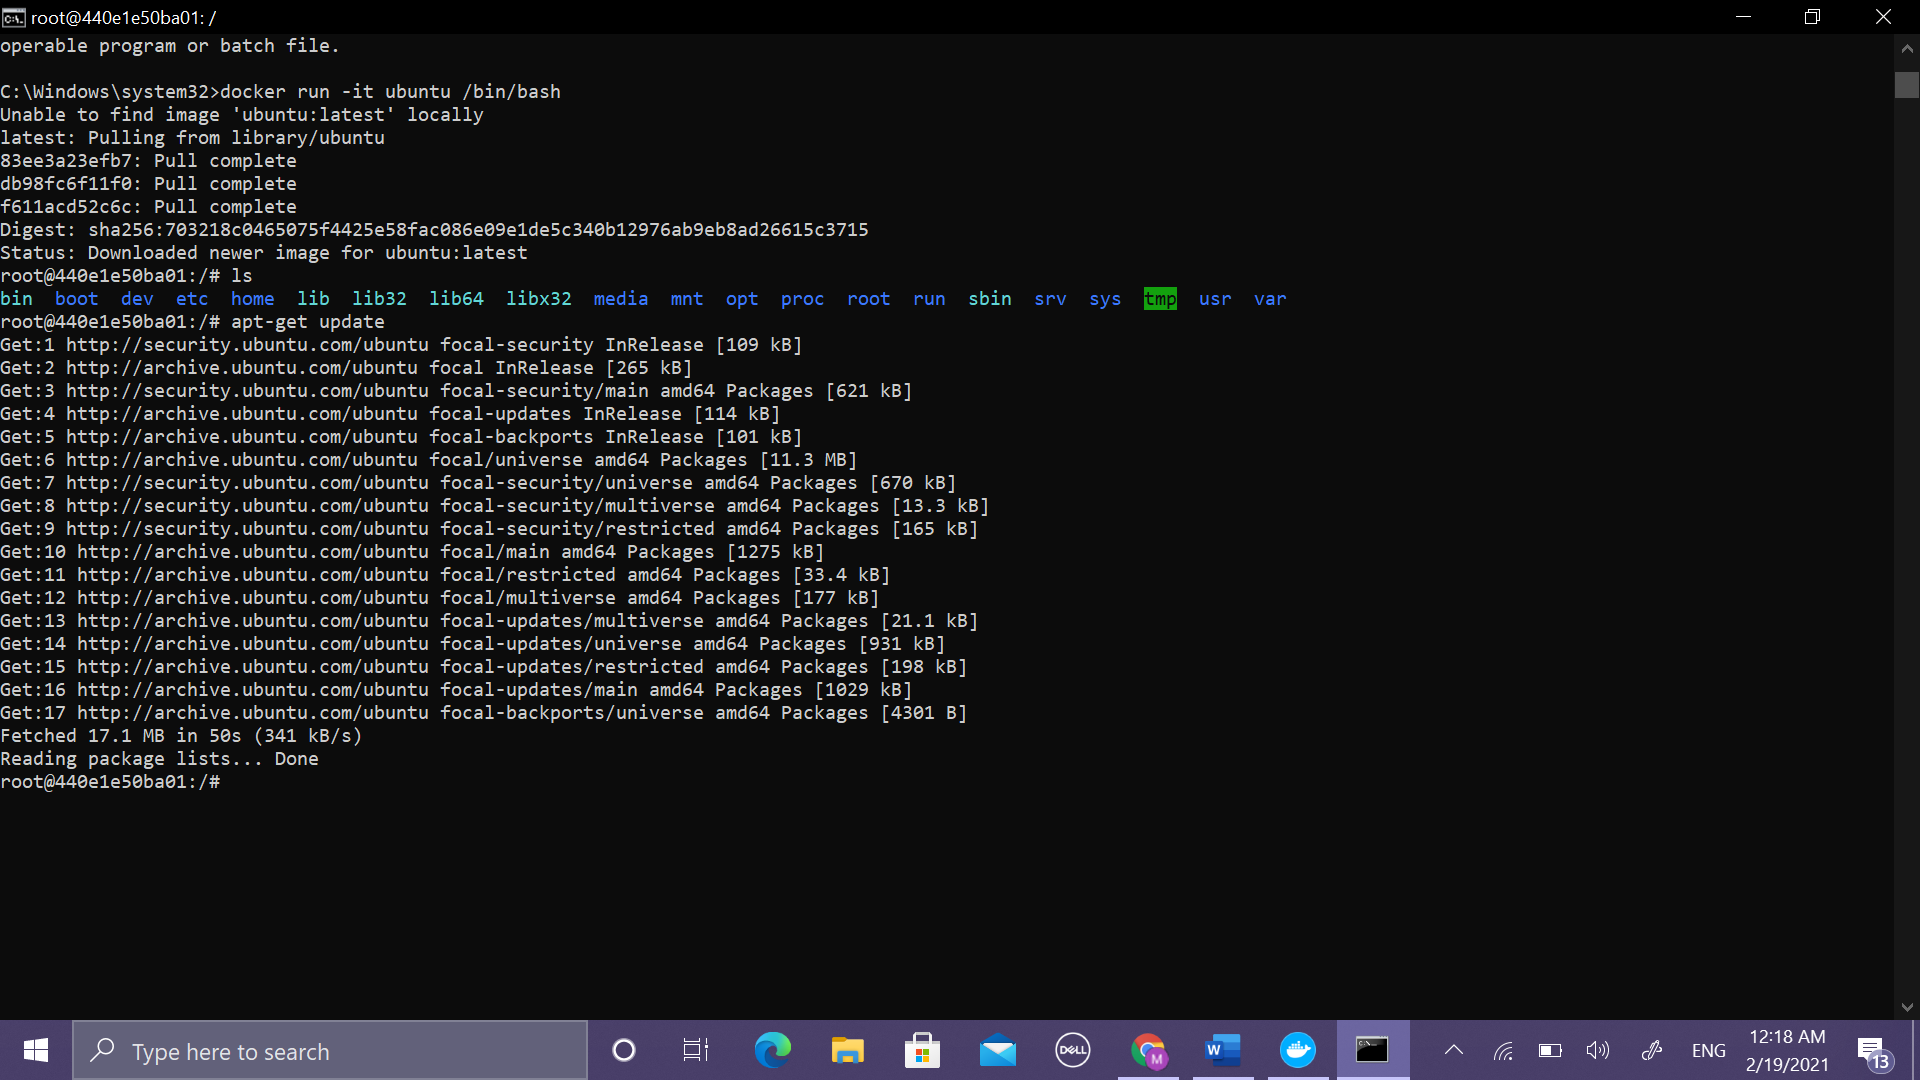 root@440e1e50ba01: /
operable program or batch file.
C:\Windows\system32>docker run -it ubuntu /bin/bash
Unable to find image 'ubuntu:latest' locally
latest: Pulling from library/ubuntu
83ee3a23efb7: Pull complete
db98fc6f11f0: Pull complete
f611acd52c6c: Pull complete
Digest: sha256:703218c0465075f4425e58fac086e09e1de5c340b12976ab9eb8ad26615c3715
Status: Downloaded newer image for ubuntu:latest
root@440e1e50ba01:/# ls
bin  boot  dev  etc  home  lib  lib32  lib64  libx32  media  mnt  opt  proc  root  run  sbin  srv  sys  tmp  usr  var
root@440e1e50ba01:/# apt-get update
Get:1 http://security.ubuntu.com/ubuntu focal-security InRelease [109 kB]
Get:2 http://archive.ubuntu.com/ubuntu focal InRelease [265 kB]
Get:3 http://security.ubuntu.com/ubuntu focal-security/main amd64 Packages [621 kB]
Get:4 http://archive.ubuntu.com/ubuntu focal-updates InRelease [114 kB]
Get:5 http://archive.ubuntu.com/ubuntu focal-backports InRelease [101 kB]
Get:6 http://archive.ubuntu.com/ubuntu focal/universe amd64 Packages [11.3 MB]
Get:7 http://security.ubuntu.com/ubuntu focal-security/universe amd64 Packages [670 kB]
Get:8 http://security.ubuntu.com/ubuntu focal-security/multiverse amd64 Packages [13.3 kB]
Get:9 http://security.ubuntu.com/ubuntu focal-security/restricted amd64 Packages [165 kB]
Get:10 http://archive.ubuntu.com/ubuntu focal/main amd64 Packages [1275 kB]
Get:11 http://archive.ubuntu.com/ubuntu focal/restricted amd64 Packages [33.4 kB]
Get:12 http://archive.ubuntu.com/ubuntu focal/multiverse amd64 Packages [177 kB]
Get:13 http://archive.ubuntu.com/ubuntu focal-updates/multiverse amd64 Packages [21.1 kB]
Get:14 http://archive.ubuntu.com/ubuntu focal-updates/universe amd64 Packages [931 kB]
Get:15 http://archive.ubuntu.com/ubuntu focal-updates/restricted amd64 Packages [198 kB]
Get:16 http://archive.ubuntu.com/ubuntu focal-updates/main amd64 Packages [1029 kB]
Get:17 http://archive.ubuntu.com/ubuntu focal-backports/universe amd64 Packages [4301 B]
Fetched 17.1 MB in 50s (341 kB/s)
Reading package lists... Done
root@440e1e50ba01:/#
Type here to search
DELL
M
W
ENG
12:18 AM
2/19/2021
13